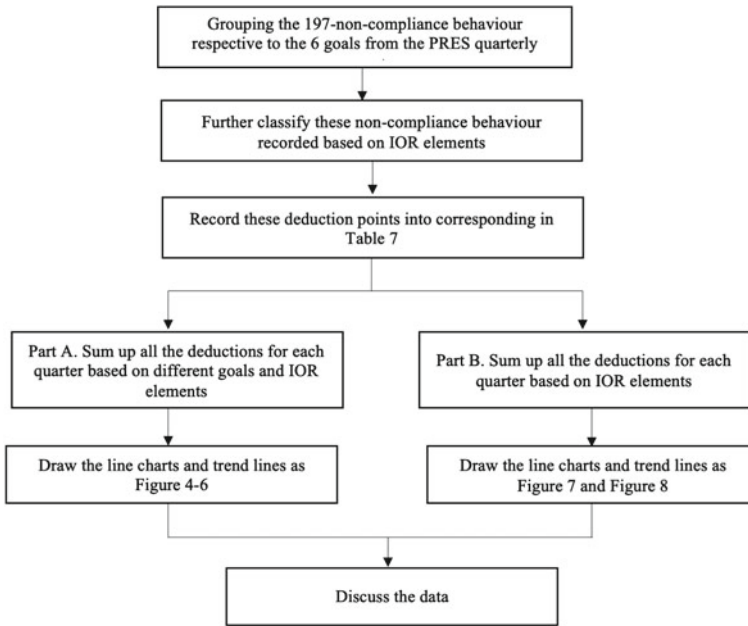 Grouping the 197-non-compliance behaviour
respective to the 6 goals from the PRES quarterly
Further classify these non-compliance behaviour
recorded based on IOR elements
Record these deduction points into corresponding in
Table 7
Part A. Sum up all the deductions for each
quarter based on different goals and IOR
elements
Part B. Sum up all the deductions for each
quarter based on IOR elements
Draw the line charts and trend lines as
Figure 4-6
Draw the line charts and trend lines as
Figure 7 and Figure 8
Discuss the data